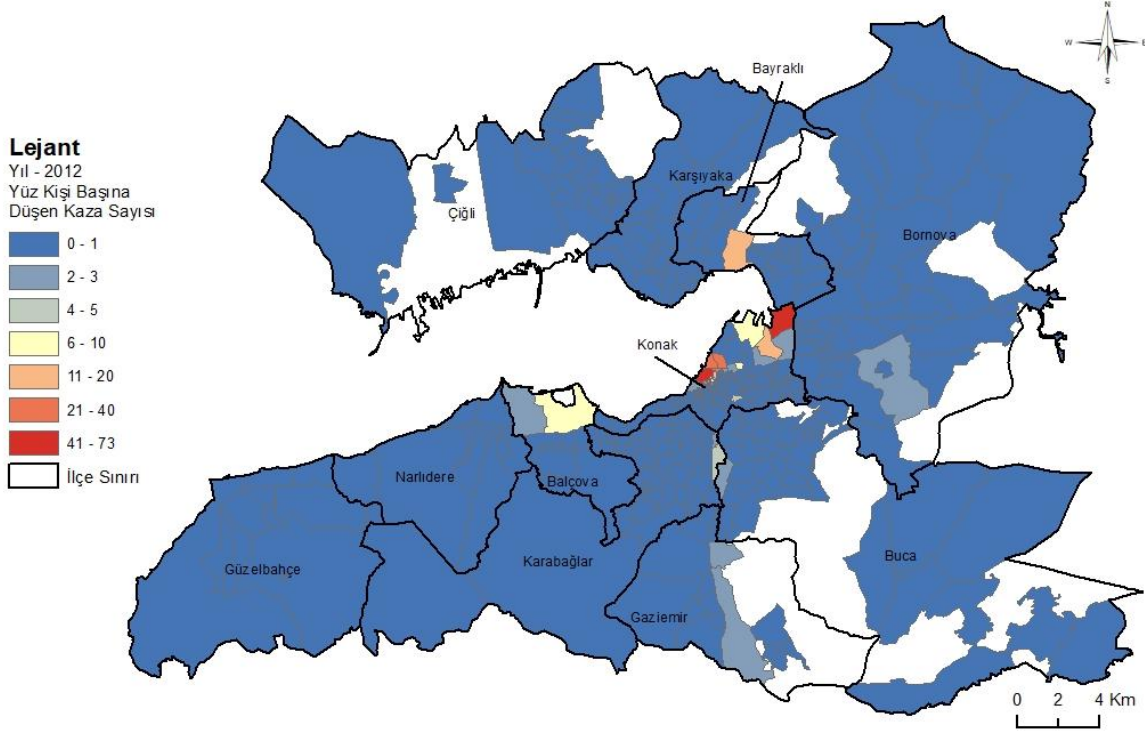 N
W
E
S
Bayraklı
Lejant
Yıl - 2012
Yüz Kişi Başına
Düşen Kaza Sayısı
0 - 1
2 - 3
4 - 5
6 - 10
11 - 20
21 - 40
41 - 73
İlçe Sınırı
Karşıyaka
Çiğli
Bornova
Konak
Narlıdere
Balçova
Güzelbahçe
Karabağlar
Buca
Gaziemir
0 2 4 Km